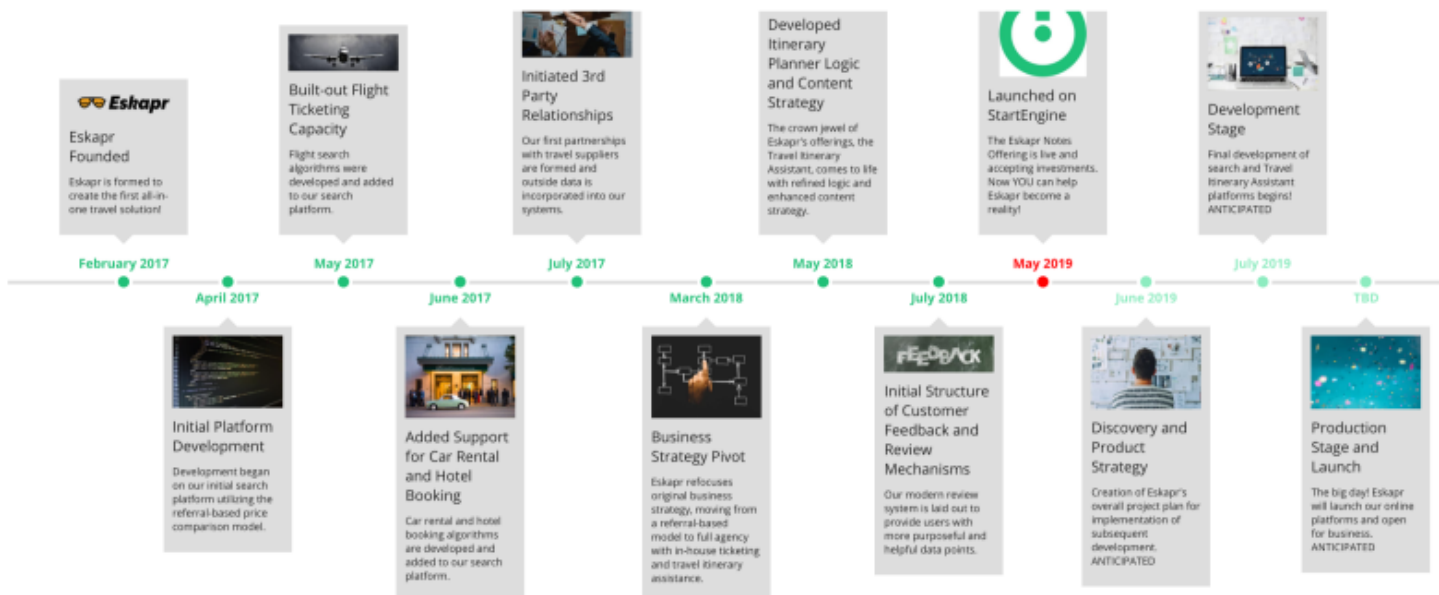 Eskapr
Eskapr
Founded
Eskapr is formed to
create the first all-in-
one travel solution!
February 2017
April 2017
Initial Platform
Development
Development began
on our initial search
platform utilizing the
referral-based price
comparison model.
Built-out Flight
Ticketing
Capacity
Flight search
algorithms were
developed and added
to our search
platform.
May 2017
June 2017
Added Support
for Car Rental
and Hotel
Booking
Car rental and hotel
booking algorithms
are developed and
added to our search
platform.
Initiated 3rd
Party
Relationships
Our first partnerships
with travel suppliers
are formed and
outside data is
incorporated into our
systems.
July 2017
March 2018
Business
Strategy Pivot
Eskapr refocuses
original business
strategy, moving from
a referral-based
model to full agency
with in-house ticketing
and travel itinerary
assistance.
Developed
Itinerary
Planner Logic
and Content
Strategy
The crown jewel of
Eskapr's offerings, the
Travel Itinerary
Assistant, comes to life
with refined logic and
enhanced content
strategy.
May 2018
July 2018
FEEDBACK
Initial Structure
of Customer
Feedback and
Review
Mechanisms
Our modern review
system is laid out to
provide users with
more purposeful and
helpful data points.
Launched on
StartEngine
The Eskapr Notes
Offering is live and
accepting investments.
Now YOU can help
Eskapr become a
reality!
May 2019
June 2019
Discovery and
Product
Strategy
Creation of Eskapr's
overall project plan for
implementation of
subsequent
development.
ANTICIPATED
Development
Stage
Final development of
search and Travel
Itinerary Assistant
platforms begins!
ANTICIPATED
July 2019
TBD
Production
Stage and
Launch
The big day! Eskapr
will launch our online
platforms and open
for business.
ANTICIPATED